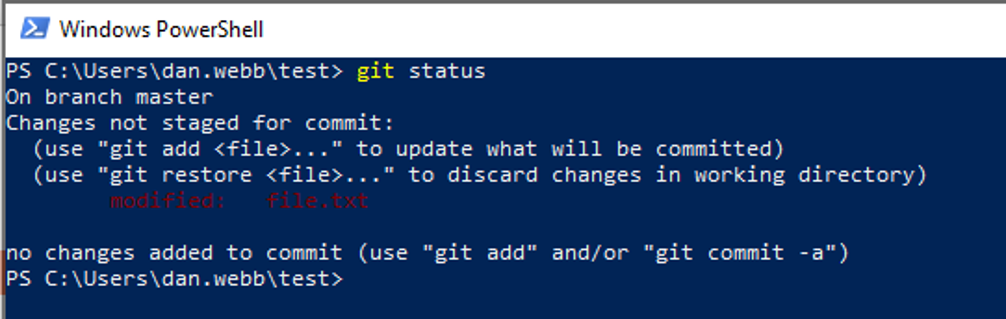 Windows PowerShell
PS C:\Users\dan.webb\test> git status
On branch master
Changes not staged for commit:
  (use "git add <file>..." to update what will be committed)
  (use "git restore <file>..." to discard changes in working directory)
        modified:   file.txt

no changes added to commit (use "git add" and/or "git commit -a")
PS C:\Users\dan.webb\test>